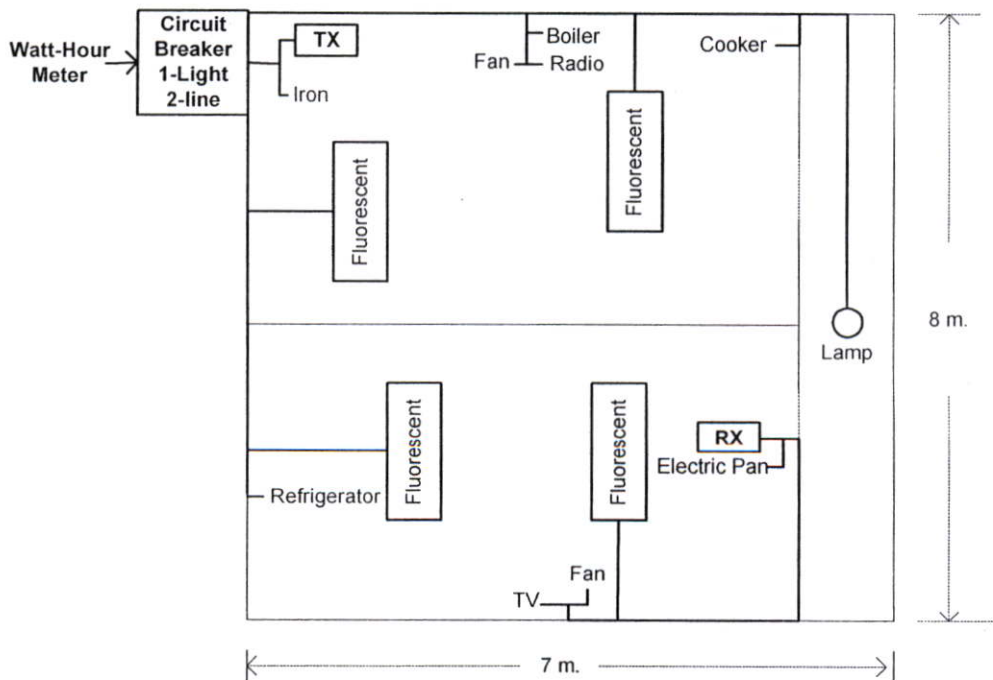 Circuit
Breaker
1-Light
2-line
Watt-Hour
Meter
TX
Iron
Boiler
Fan
Radio
Cooker
Fluorescent
Fluorescent
8 m.
Lamp
Fluorescent
Fluorescent
RX
Electric Pan
Refrigerator
Fan
TV
7 m.